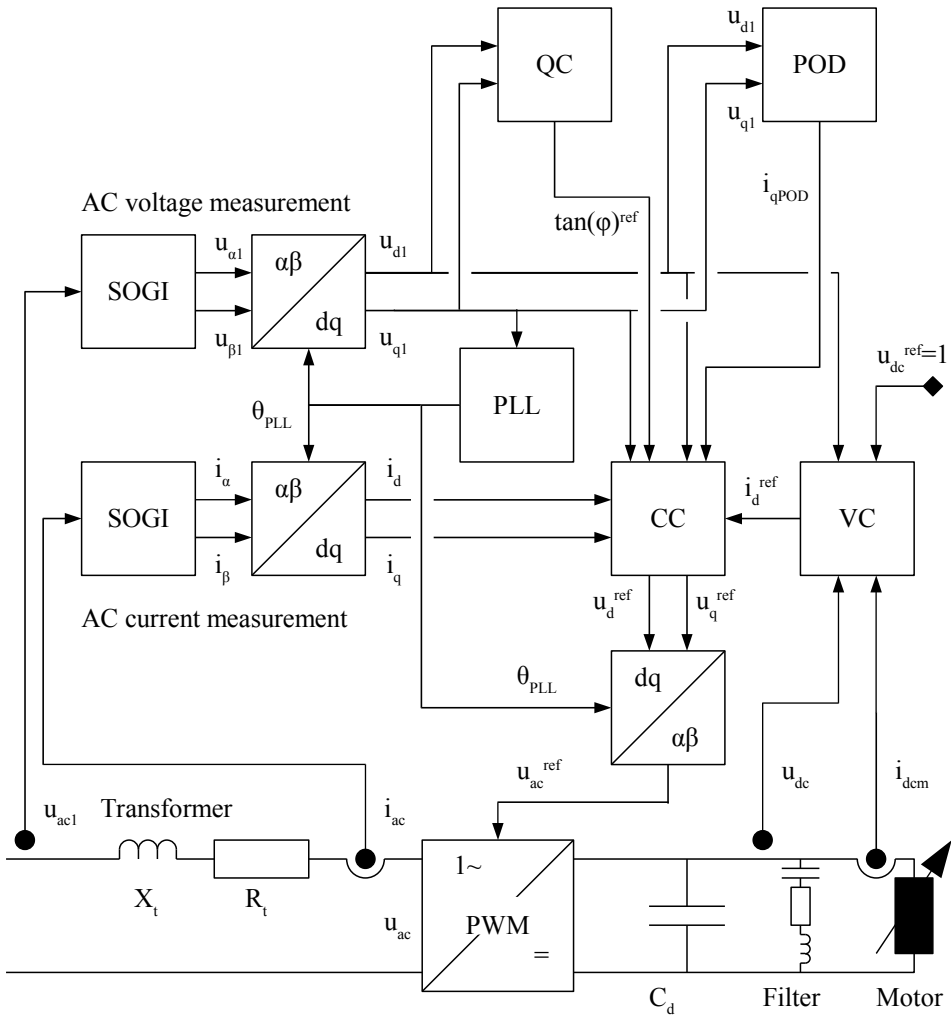 u_d1
QC
POD
u_q1
i_qPOD
tan(φ)^ref
AC voltage measurement
u_α1
αβ
u_d1
SOGI
dq
u_β1
u_q1
u_dc^ref=1
θ_PLL
PLL
i_α
αβ
i_d
i_d^ref
SOGI
CC
VC
dq
i_β
i_q
AC current measurement
u_d^ref
u_q^ref
θ_PLL
dq
αβ
u_ac^ref
u_dc
i_dcm
u_ac1
Transformer
i_ac
1~
X_t
R_t
u_ac
PWM
=
C_d
Filter
Motor